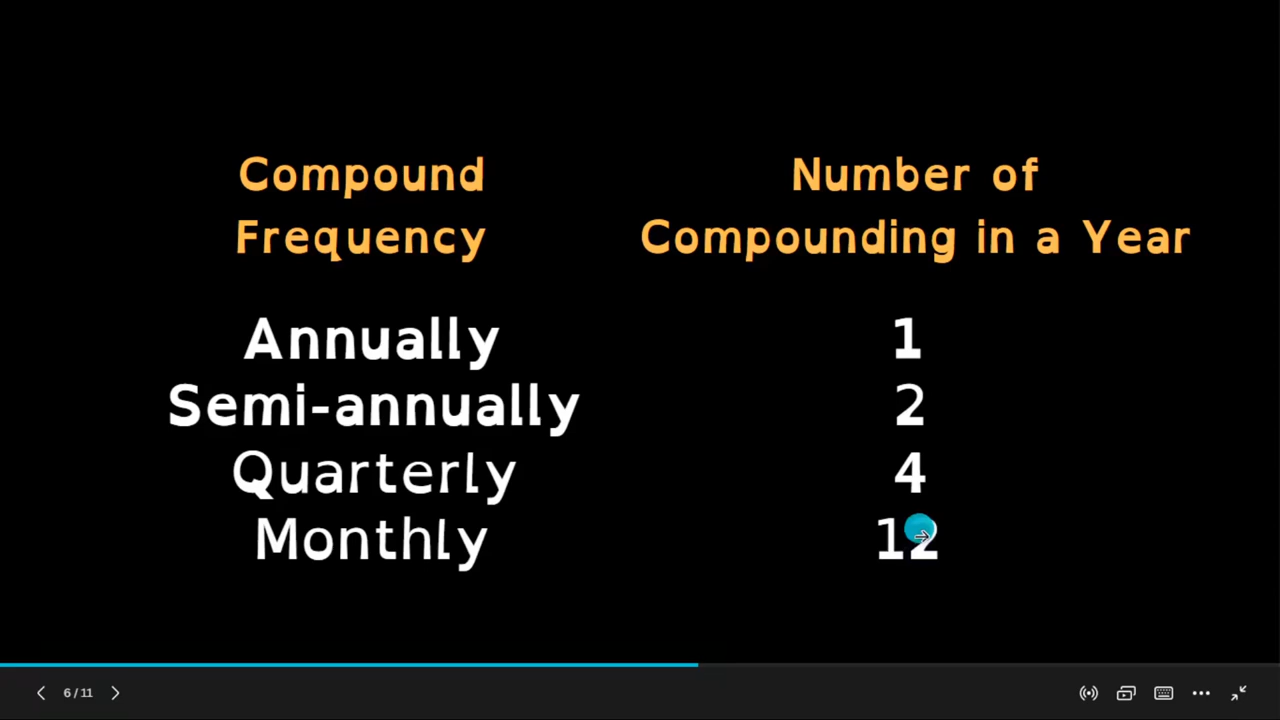 Compound Number of
Frequency Compounding in a Year
Annually 1
Semi-annually 2
Quarterly 4
Monthly 12
6 / 11